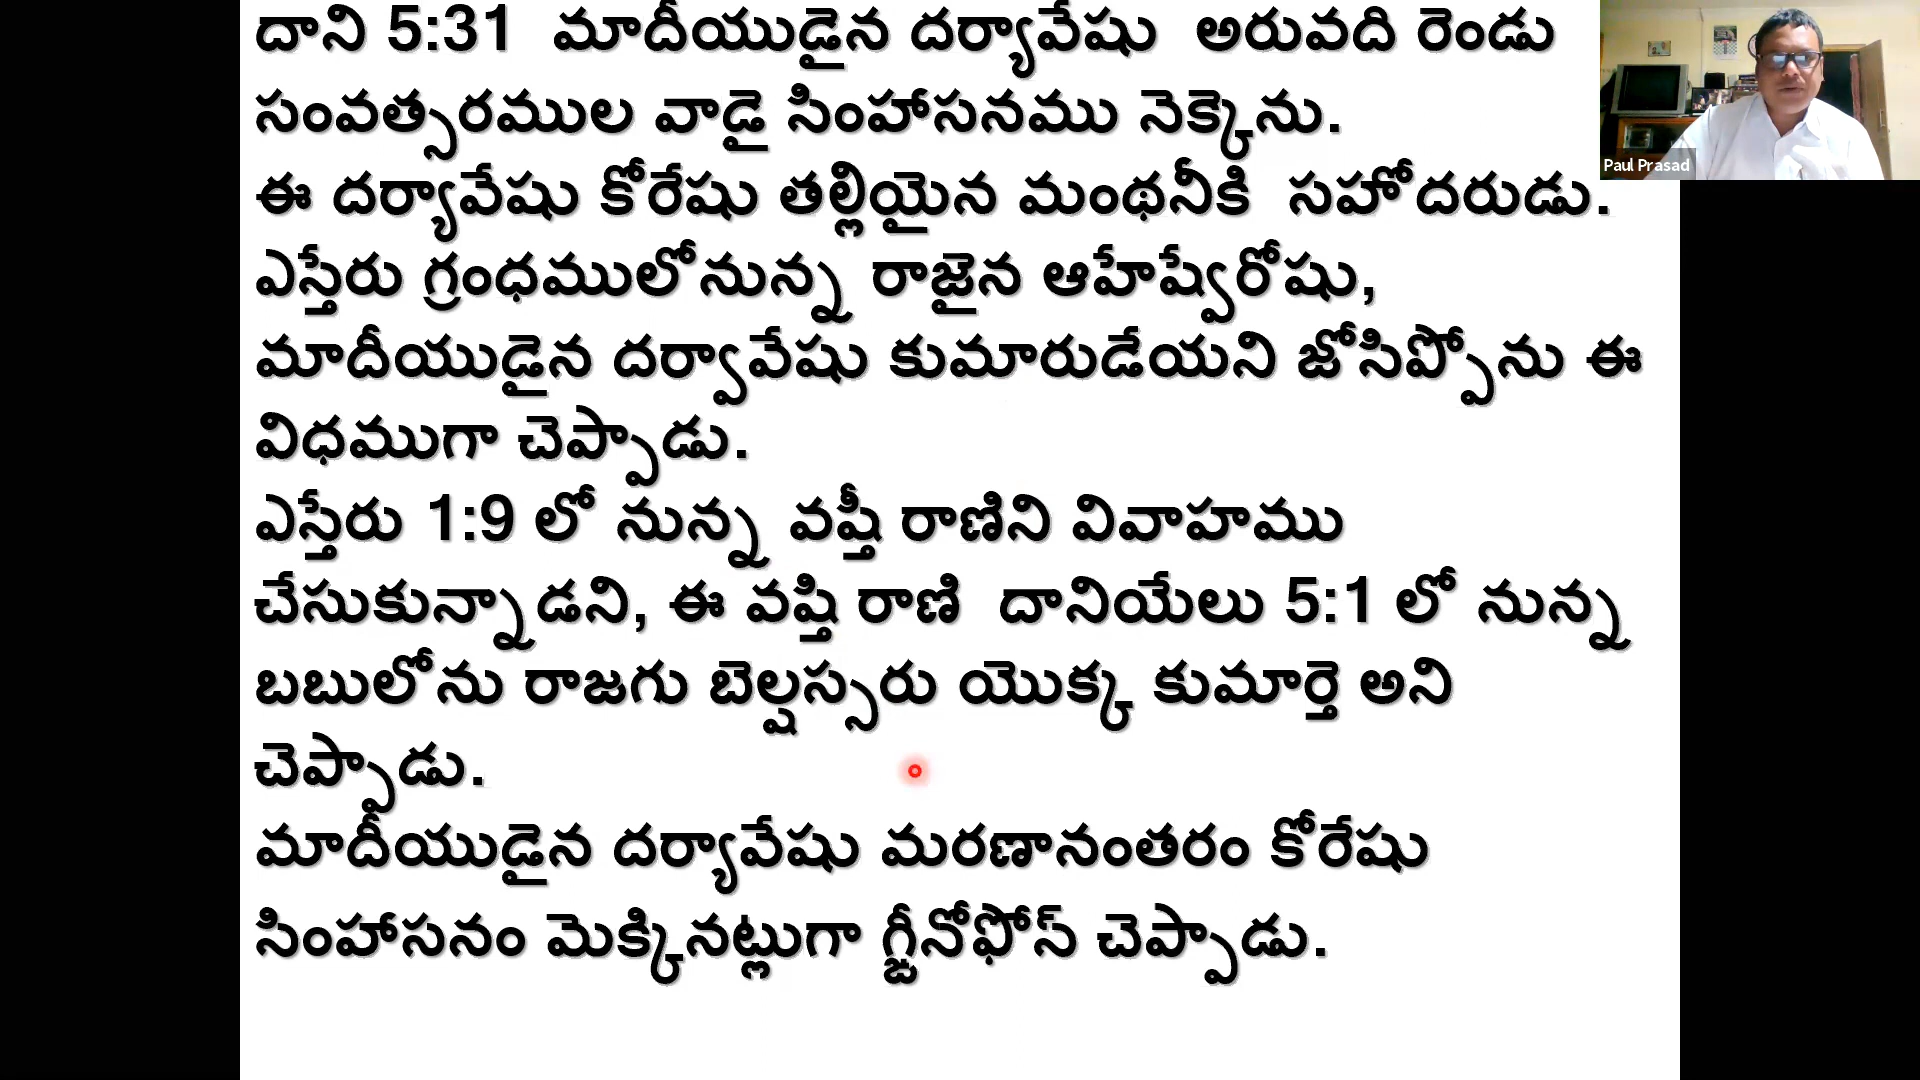 దాని 5:31 మాదీయుడైన దర్యావేషు అరువది రెండు
సంవత్సరముల వాడై సింహాసనము నెక్కెను.
ఈ దర్యావేషు కోరేషు తల్లియైన మంథనీకి సహోదరుడు.
ఎస్తేరు గ్రంధములోనున్న రాజైన ఆహేష్వేరోషు,
మాదీయుడైన దర్వావేషు కుమారుడేయని జోసిప్పోను ఈ
విధముగా చెప్పాడు.
ఎస్తేరు 1:9 లో నున్న వష్తీ రాణిని వివాహము
చేసుకున్నాడని, ఈ వష్తి రాణి దానియేలు 5:1 లో నున్న
బబులోను రాజగు బెల్షస్సరు యొక్క కుమార్తె అని
చెప్పాడు.
మాదీయుడైన దర్యావేషు మరణానంతరం కోరేషు
సింహాసనం మెక్కినట్లుగా చెప్పాడు.
Paul Prasad